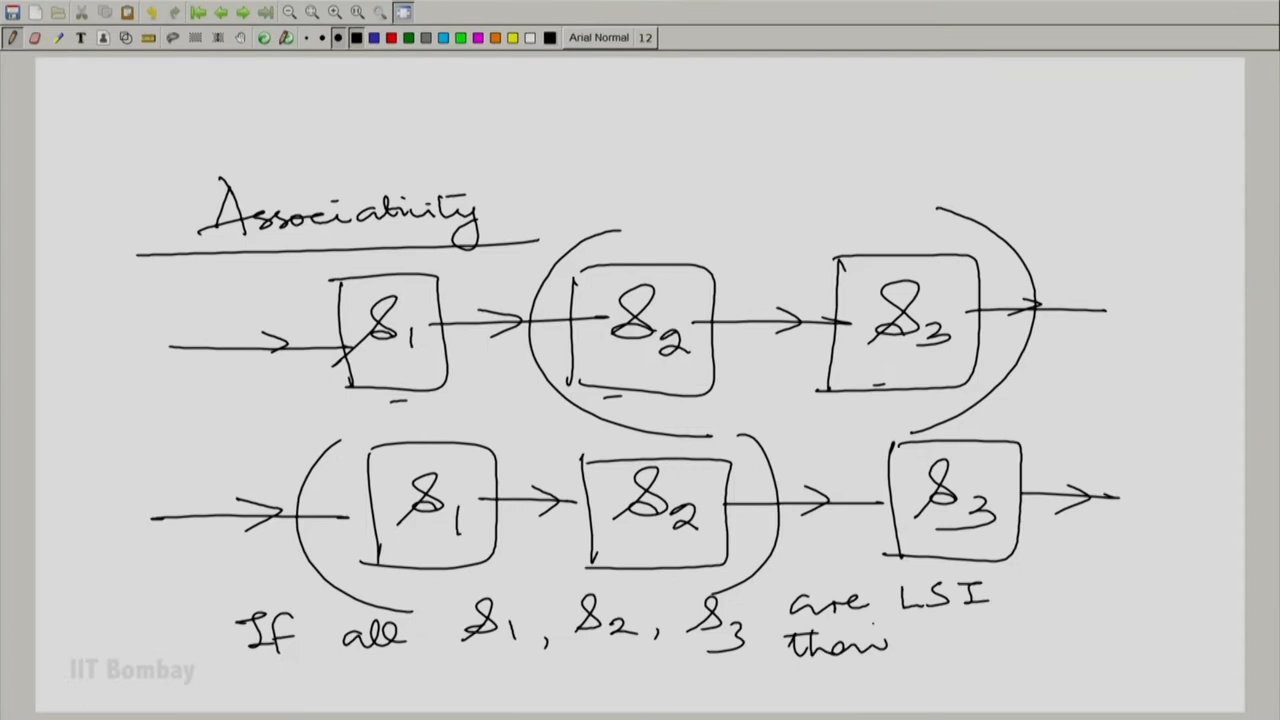 Arial Normal 12
Associativity
S1 S2 S3
S1 S2 S3
If all S1, S2, S3 are LSI
then
IIT Bombay